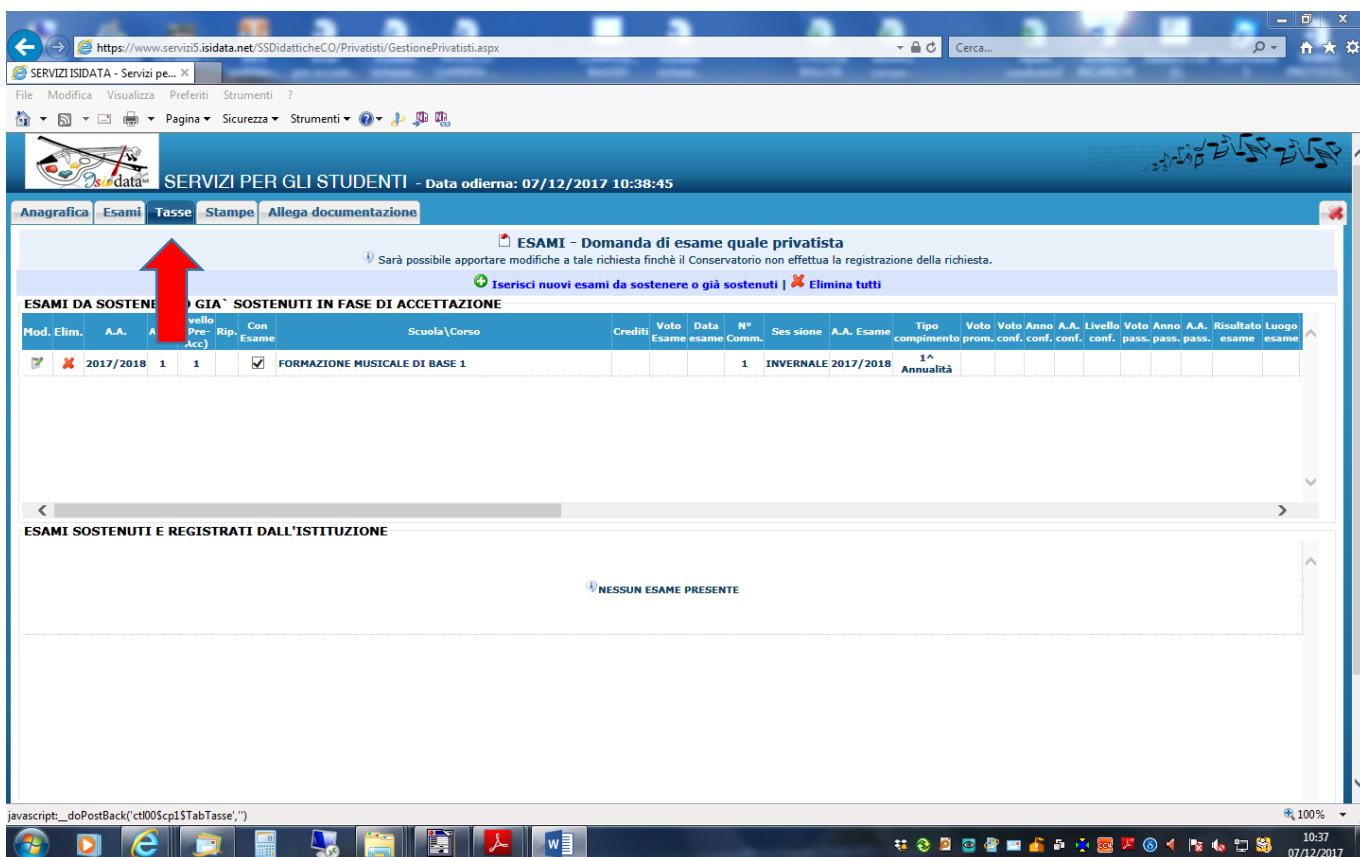 https://www.servizi5.isidata.net/SSDidatticheCO/Privatisti/GestionePrivatisti.aspx
Cerca...
SERVIZI ISIDATA - Servizi pe...
File Modifica Visualizza Preferiti Strumenti ?
Pagina Sicurezza Strumenti
Isidata SERVIZI PER GLI STUDENTI - Data odierna: 07/12/2017 10:38:45
Anagrafica Esami Tasse Stampe Allega documentazione
ESAMI - Domanda di esame quale privatista
Sarà possibile apportare modifiche a tale richiesta finchè il Conservatorio non effettua la registrazione della richiesta.
Iserisci nuovi esami da sostenere o già sostenuti | Elimina tutti
ESAMI DA SOSTENE GIA` SOSTENUTI IN FASE DI ACCETTAZIONE
Mod. Elim. A.A. A vello Pre-Acc) Rip. Con Esame Scuola\Corso Crediti Voto Esame Data esame N° Comm. Ses sione A.A. Esame Tipo compimento Voto prom. Voto conf. Anno conf. A.A. conf. Livello conf. Voto pass. Anno pass. A.A. pass. Risultato esame Luogo esame
2017/2018 1 1 FORMAZIONE MUSICALE DI BASE 1 1 INVERNALE 2017/2018 1^ Annualità
ESAMI SOSTENUTI E REGISTRATI DALL'ISTITUZIONE
NESSUN ESAME PRESENTE
javascript:__doPostBack('ctl00$cp1$TabTasse','')
100%
10:37
07/12/2017